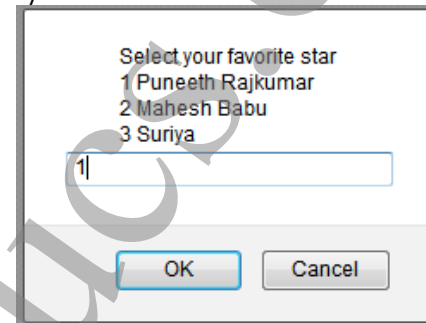 Select your favorite star
1 Puneeth Rajkumar
2 Mahesh Babu
3 Suriya
1
OK
Cancel